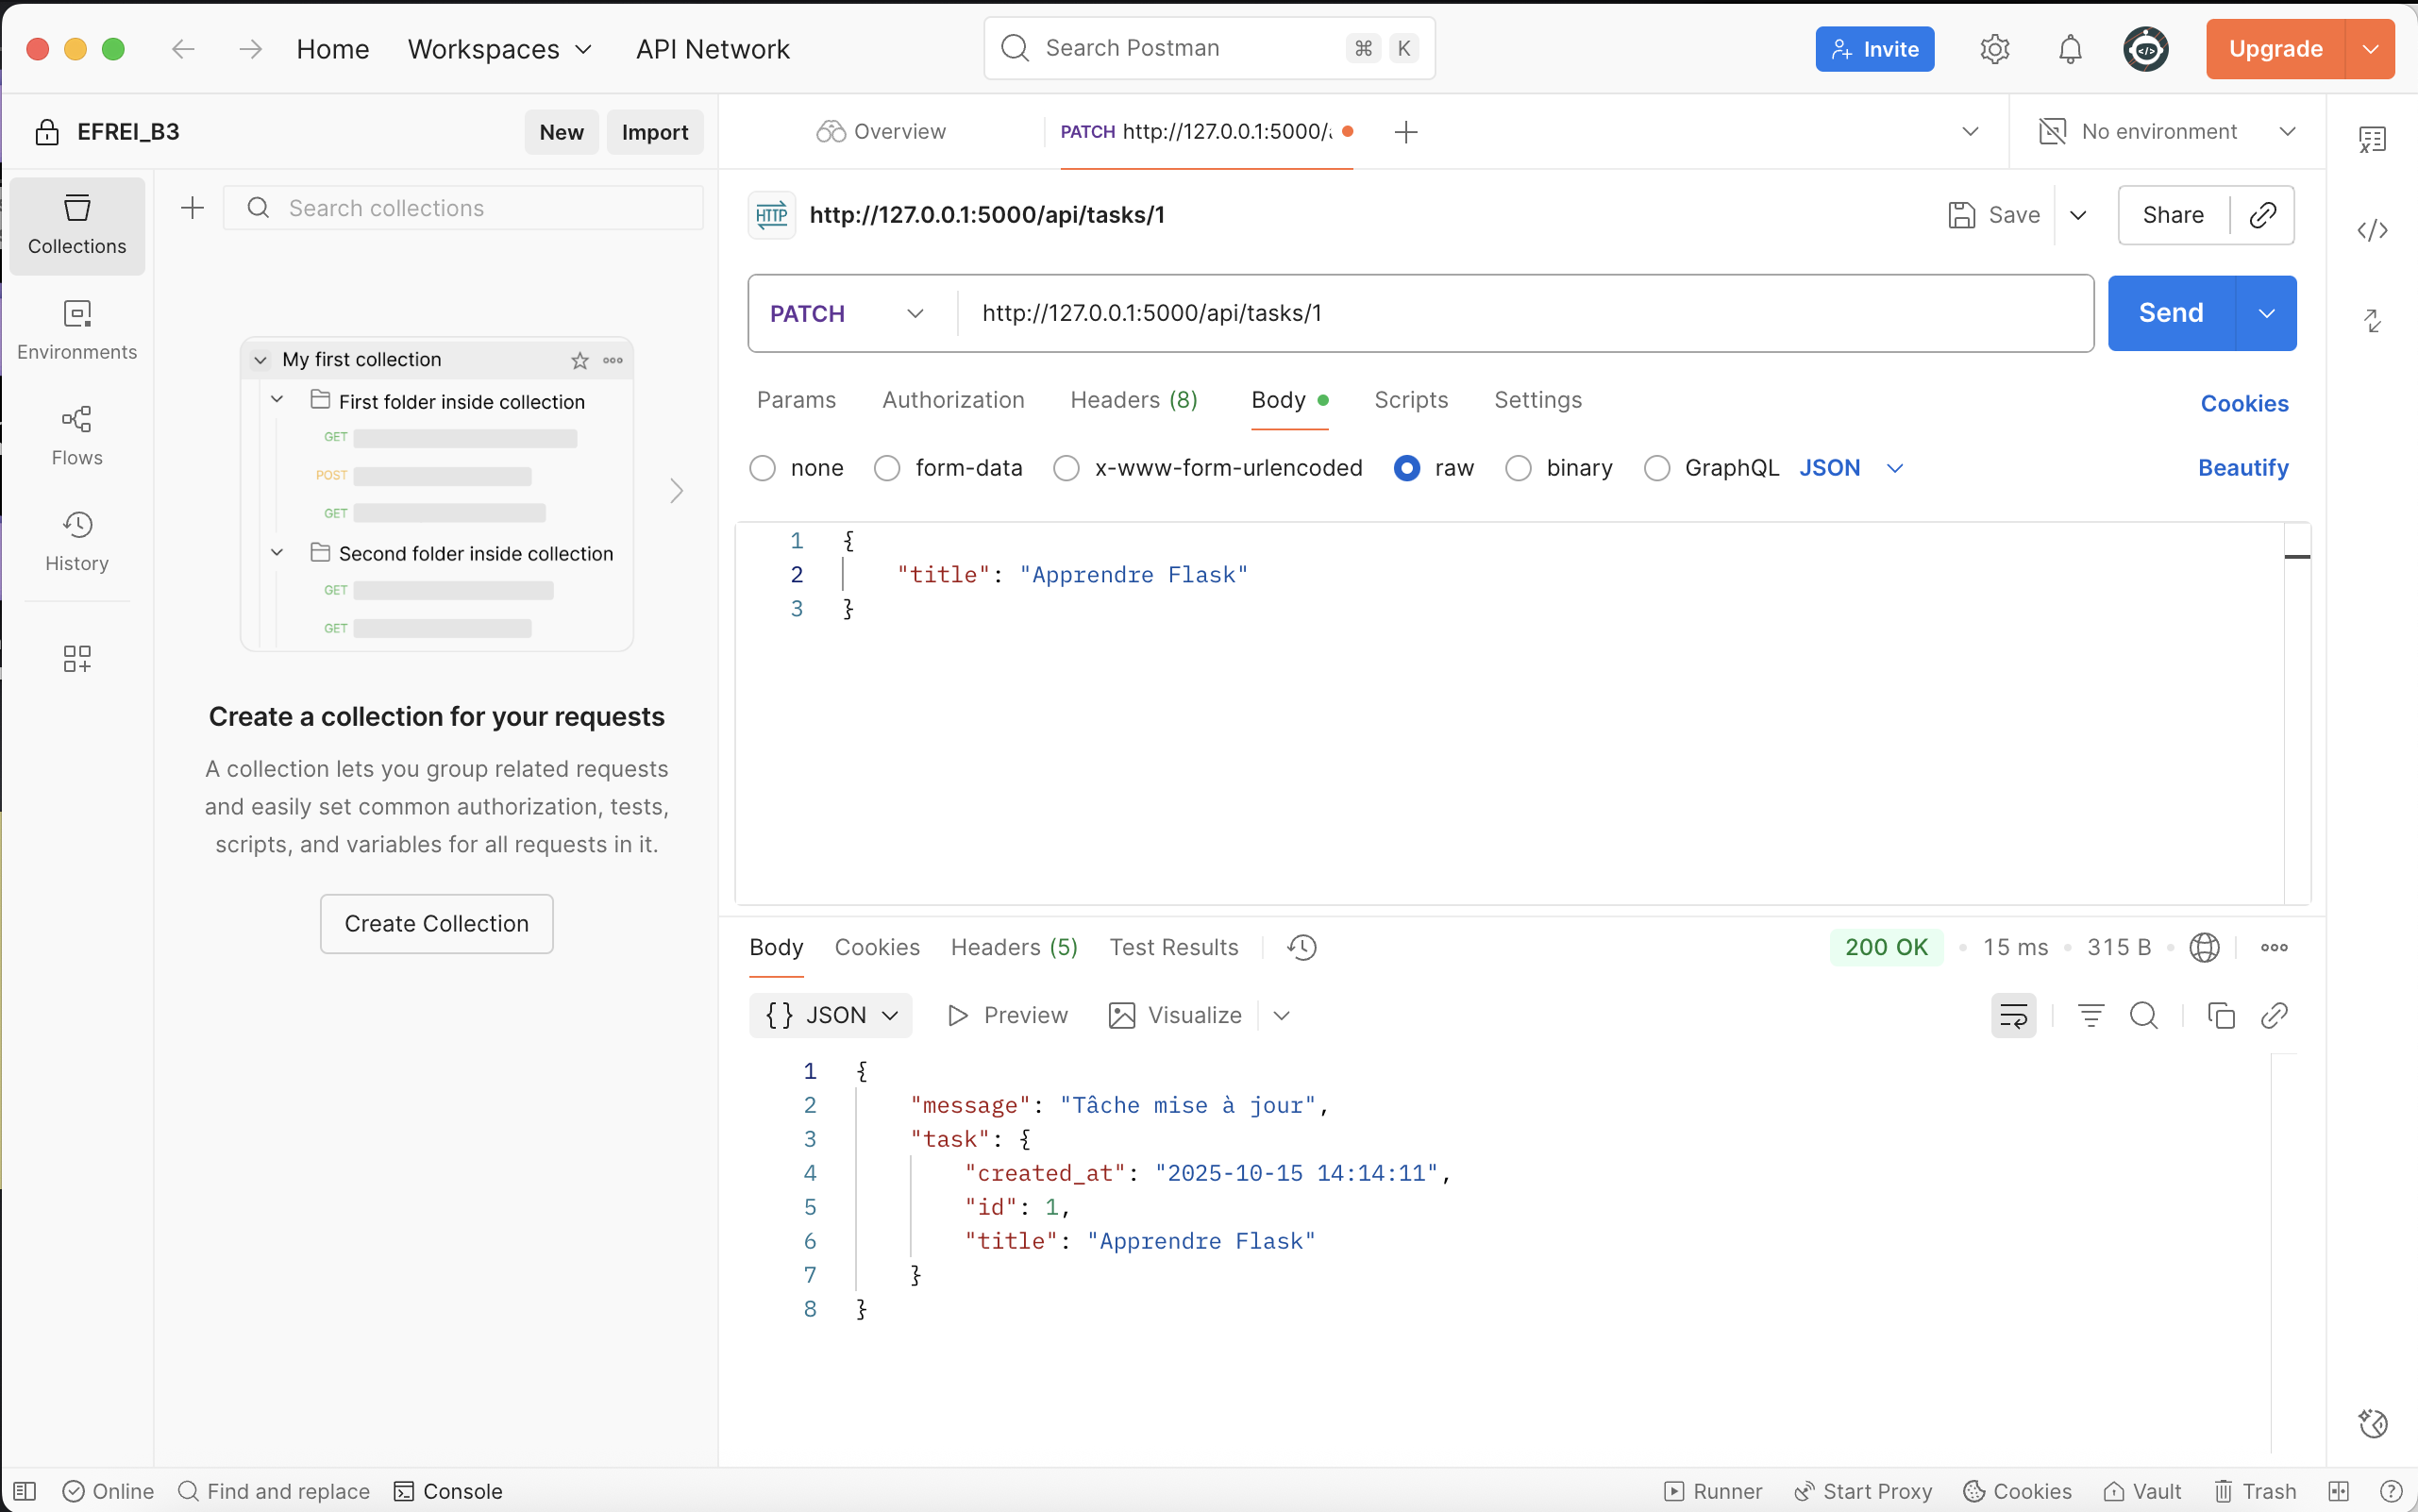 Home Workspaces API Network Search Postman ⌘ K Invite Upgrade
EFREI_B3 New Import Overview PATCH http://127.0.0.1:5000/ No environment
Collections
Environments
Flows
History
Search collections
My first collection
First folder inside collection
GET
POST
GET
Second folder inside collection
GET
GET
Create a collection for your requests
A collection lets you group related requests
and easily set common authorization, tests,
scripts, and variables for all requests in it.
Create Collection
HTTP http://127.0.0.1:5000/api/tasks/1 Save Share
PATCH http://127.0.0.1:5000/api/tasks/1 Send
Params Authorization Headers (8) Body Scripts Settings Cookies
none form-data x-www-form-urlencoded raw binary GraphQL JSON Beautify
1 {
2 "title": "Apprendre Flask"
3 }
Body Cookies Headers (5) Test Results 200 OK 15 ms 315 B
{} JSON Preview Visualize
1 {
2 "message": "Tâche mise à jour",
3 "task": {
4 "created_at": "2025-10-15 14:14:11",
5 "id": 1,
6 "title": "Apprendre Flask"
7 }
8 }
Online Find and replace Console Runner Start Proxy Cookies Vault Trash